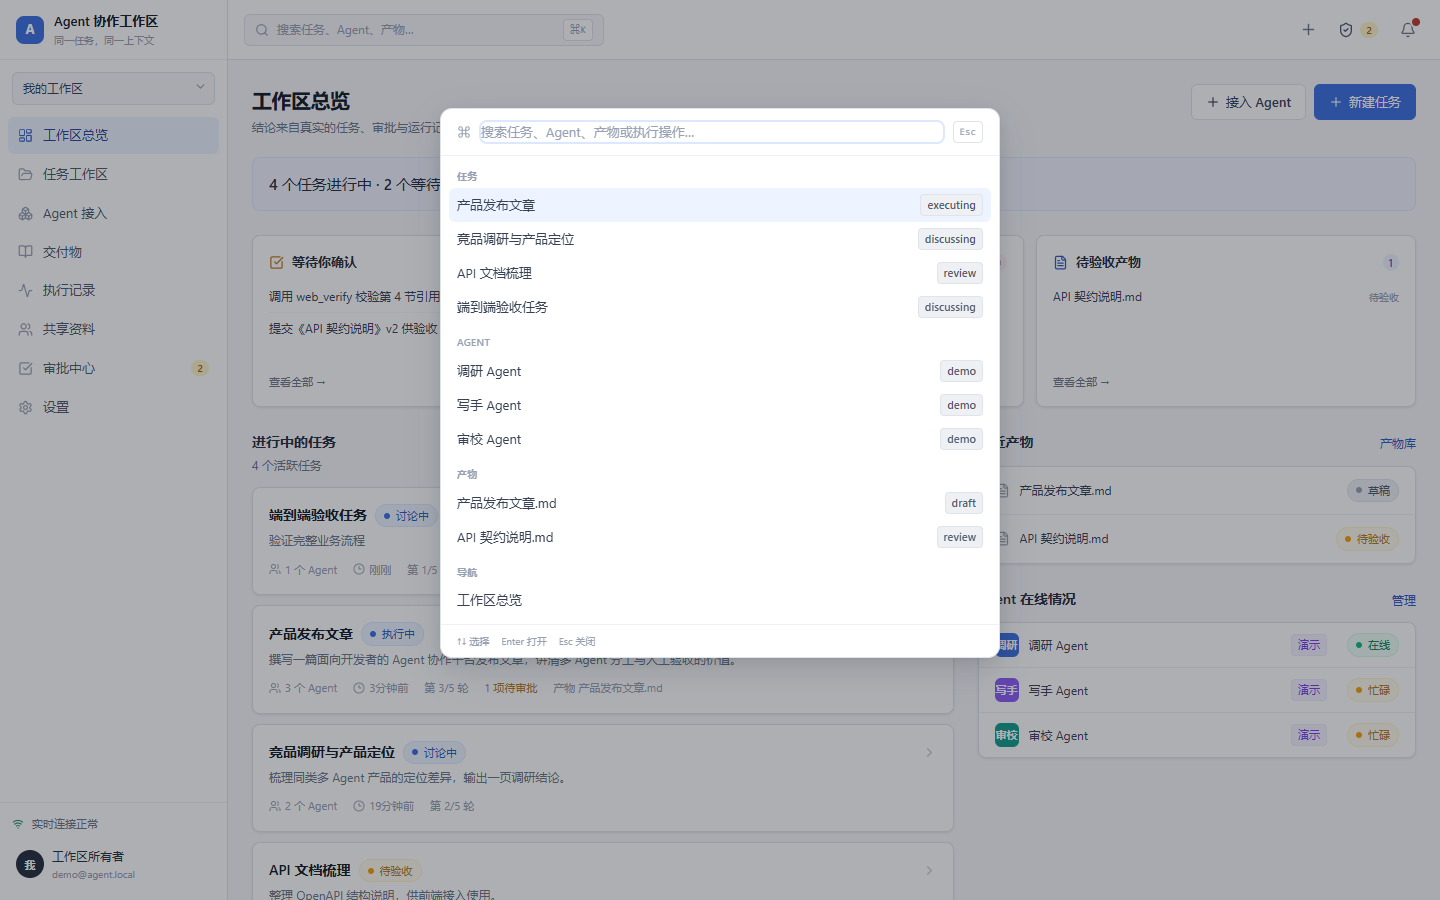 A
Agent 协作工作区
同一任务，同一上下文
我的工作区
工作区总览
任务工作区
Agent 接入
交付物
执行记录
共享资料
审批中心
2
设置
实时连接正常
我
工作区所有者
demo@agent.local
搜索任务、Agent、产物...
⌘K
2
工作区总览
结论来自真实的任务、审批与运行记
接入 Agent
新建任务
4 个任务进行中 · 2 个等待
等待你确认
调用 web_verify 校验第 4 节引用
提交《API 契约说明》v2 供验收
查看全部 →
待验收产物
1
API 契约说明.md
待验收
查看全部 →
进行中的任务
4 个活跃任务
端到端验收任务
讨论中
验证完整业务流程
1 个 Agent
刚刚
第 1/5
产品发布文章
执行中
撰写一篇面向开发者的 Agent 协作平台发布文章，讲清多 Agent 分工与人工验收的价值。
3 个 Agent
3分钟前
第 3/5 轮
1 项待审批
产物 产品发布文章.md
竞品调研与产品定位
讨论中
梳理同类多 Agent 产品的定位差异，输出一页调研结论。
2 个 Agent
19分钟前
第 2/5 轮
API 文档梳理
待验收
整理 OpenAPI 结构说明，供前端接入使用。
近产物
产物库
产品发布文章.md
草稿
API 契约说明.md
待验收
ent 在线情况
管理
调研
调研 Agent
演示
在线
写手
写手 Agent
演示
忙碌
审校
审校 Agent
演示
忙碌
⌘
搜索任务、Agent、产物或执行操作...
Esc
任务
产品发布文章
executing
竞品调研与产品定位
discussing
API 文档梳理
review
端到端验收任务
discussing
AGENT
调研 Agent
demo
写手 Agent
demo
审校 Agent
demo
产物
产品发布文章.md
draft
API 契约说明.md
review
导航
工作区总览
↑↓ 选择
Enter 打开
Esc 关闭